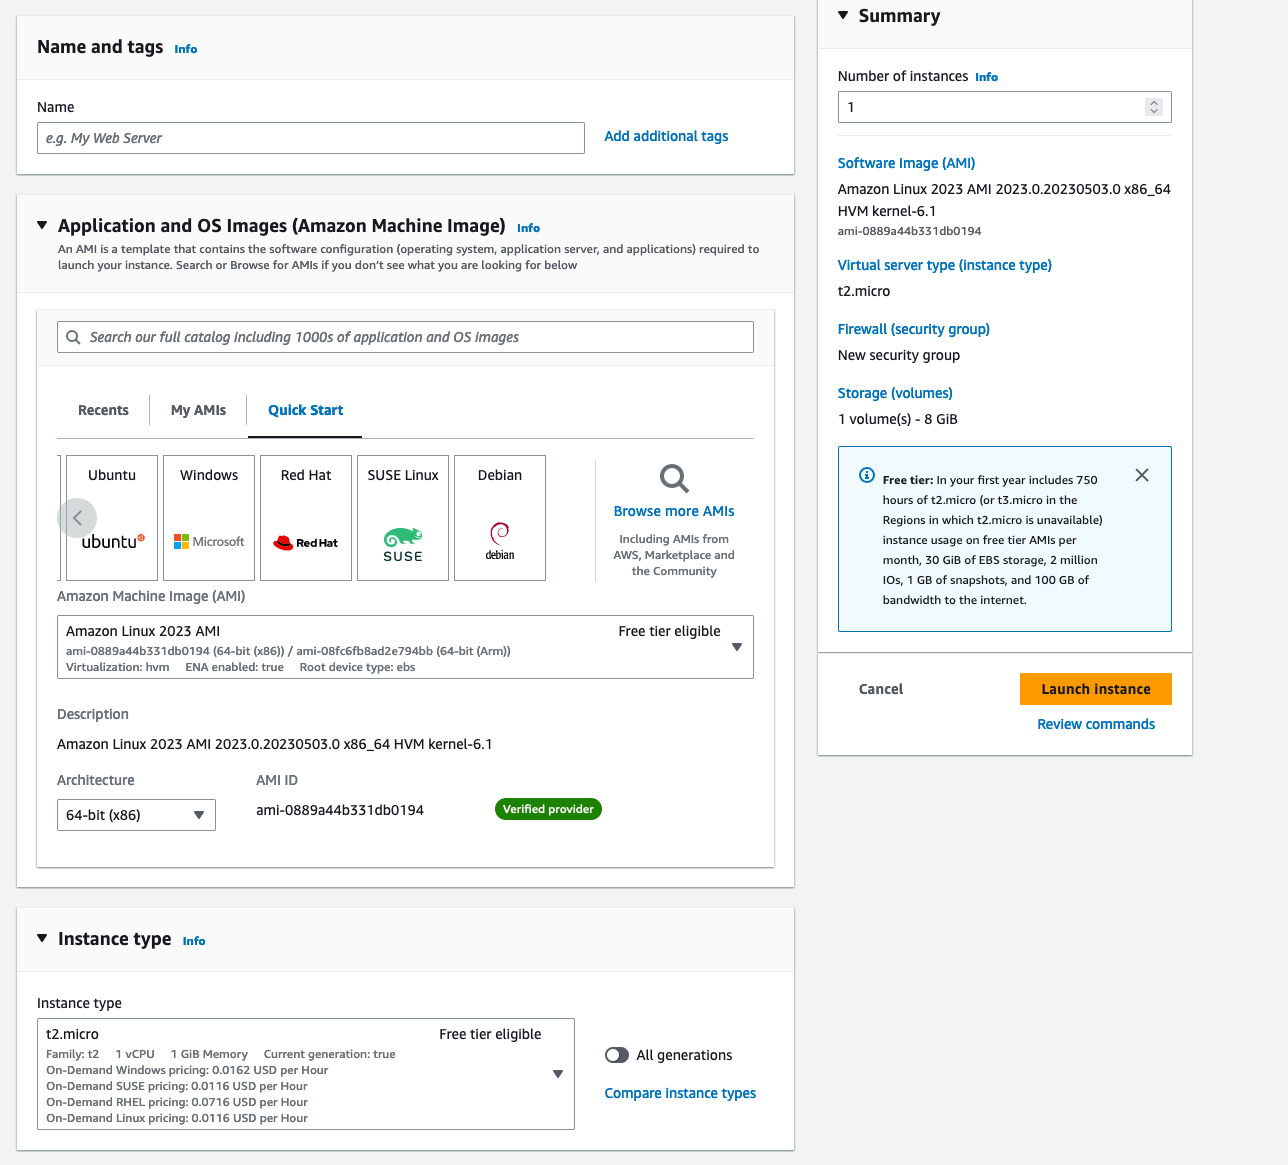 Name and tags Info
Name
e.g. My Web Server
Add additional tags
Application and OS Images (Amazon Machine Image) Info
An AMI is a template that contains the software configuration (operating system, application server, and applications) required to
launch your instance. Search or Browse for AMIs if you don’t see what you are looking for below
Search our full catalog including 1000s of application and OS images
Recents
My AMIs
Quick Start
Ubuntu
ubuntu
Windows
Microsoft
Red Hat
Red Hat
SUSE Linux
SUSE
Debian
debian
Browse more AMIs
Including AMIs from
AWS, Marketplace and
the Community
Amazon Machine Image (AMI)
Amazon Linux 2023 AMI
Free tier eligible
ami-0889a44b331db0194 (64-bit (x86)) / ami-08fc6fb8ad2e794bb (64-bit (Arm))
Virtualization: hvm ENA enabled: true Root device type: ebs
Description
Amazon Linux 2023 AMI 2023.0.20230503.0 x86_64 HVM kernel-6.1
Architecture
64-bit (x86)
AMI ID
ami-0889a44b331db0194
Verified provider
Instance type Info
Instance type
t2.micro
Free tier eligible
Family: t2 1 vCPU 1 GiB Memory Current generation: true
On-Demand Windows pricing: 0.0162 USD per Hour
On-Demand SUSE pricing: 0.0116 USD per Hour
On-Demand RHEL pricing: 0.0716 USD per Hour
On-Demand Linux pricing: 0.0116 USD per Hour
All generations
Compare instance types
Summary
Number of instances Info
1
Software Image (AMI)
Amazon Linux 2023 AMI 2023.0.20230503.0 x86_64
HVM kernel-6.1
ami-0889a44b331db0194
Virtual server type (instance type)
t2.micro
Firewall (security group)
New security group
Storage (volumes)
1 volume(s) - 8 GiB
Free tier: In your first year includes 750
hours of t2.micro (or t3.micro in the
Regions in which t2.micro is unavailable)
instance usage on free tier AMIs per
month, 30 GiB of EBS storage, 2 million
IOs, 1 GB of snapshots, and 100 GB of
bandwidth to the internet.
Cancel
Launch instance
Review commands